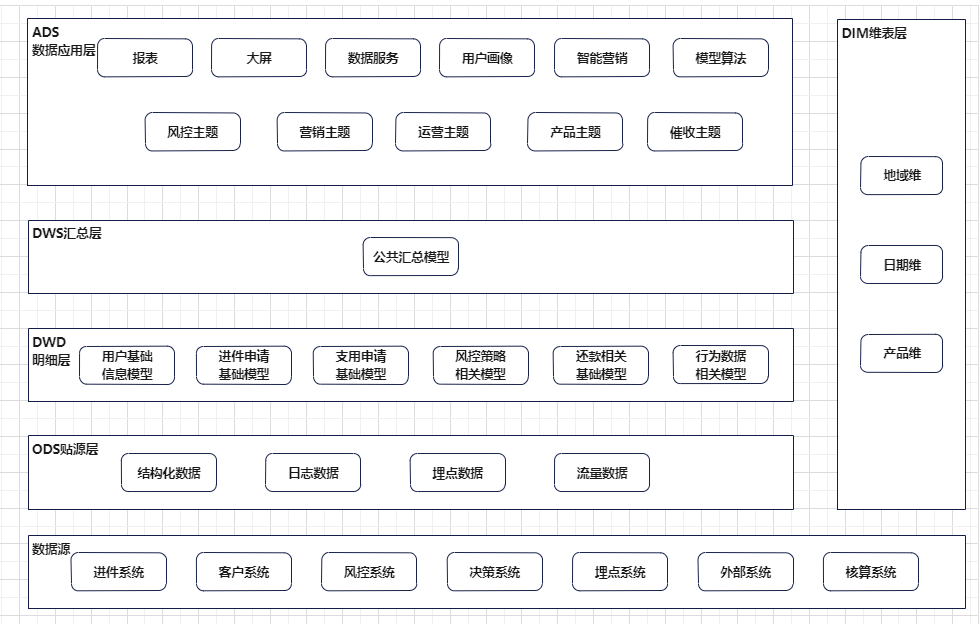 ADS
数据应用层
报表
大屏
数据服务
用户画像
智能营销
模型算法
风控主题
营销主题
运营主题
产品主题
催收主题
DIM维表层
地域维
日期维
产品维
DWS汇总层
公共汇总模型
DWD
明细层
用户基础
信息模型
进件申请
基础模型
支用申请
基础模型
风控策略
相关模型
还款相关
基础模型
行为数据
相关模型
ODS贴源层
结构化数据
日志数据
埋点数据
流量数据
数据源
进件系统
客户系统
风控系统
决策系统
埋点系统
外部系统
核算系统